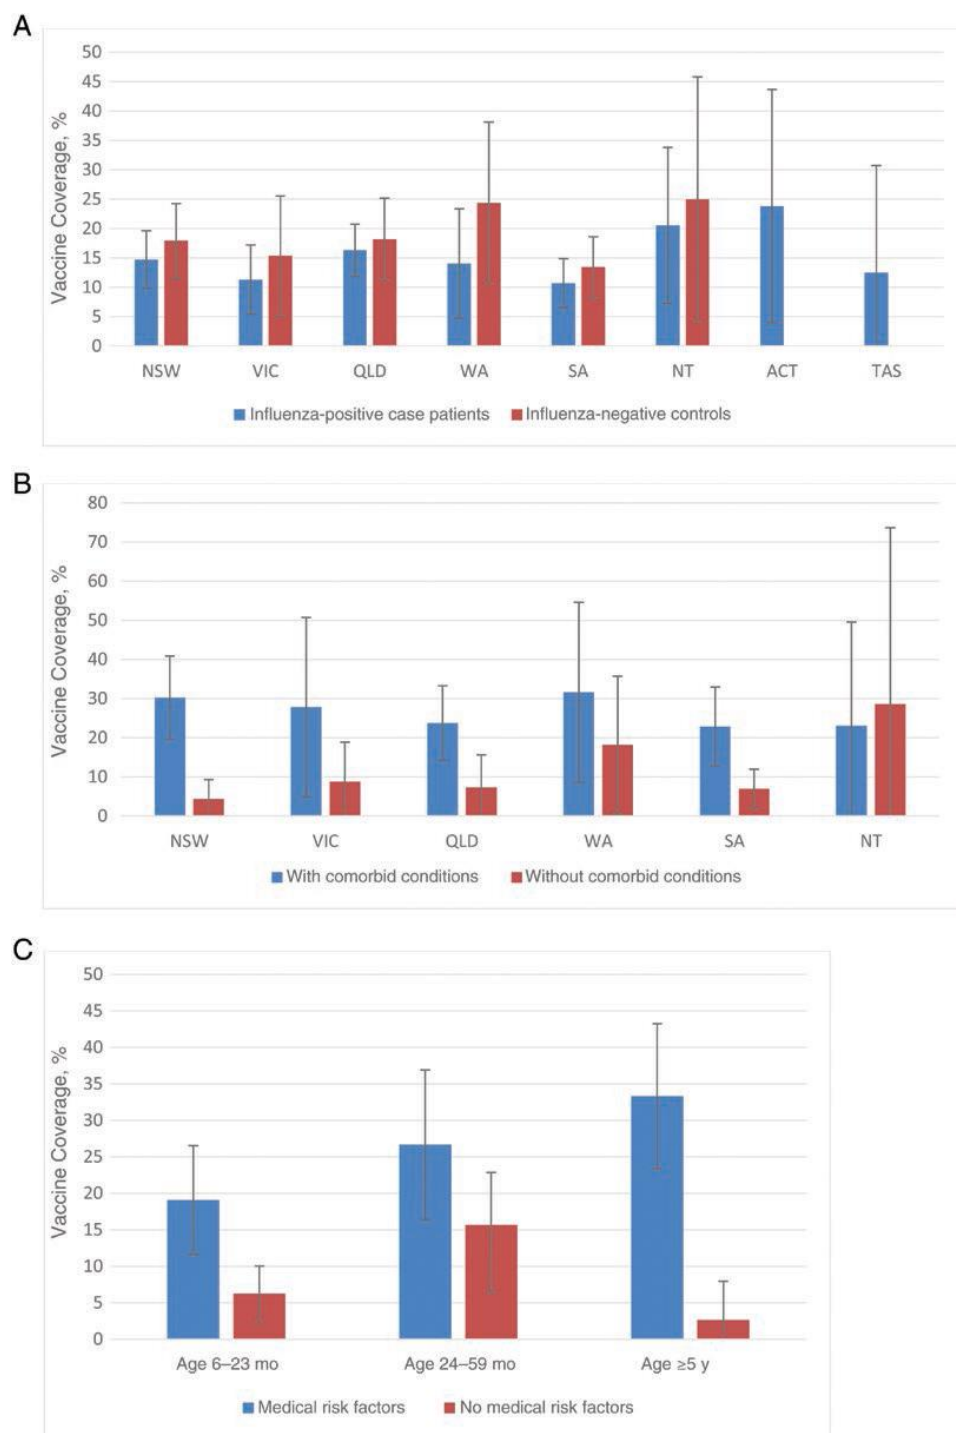 A
Vaccine Coverage, %
50
45
40
35
30
25
20
15
10
5
0
NSW VIC QLD WA SA NT ACT TAS
Influenza-positive case patients Influenza-negative controls
B
Vaccine Coverage, %
80
70
60
50
40
30
20
10
0
NSW VIC QLD WA SA NT
With comorbid conditions Without comorbid conditions
C
Vaccine Coverage, %
50
45
40
35
30
25
20
15
10
5
0
Age 6–23 mo Age 24–59 mo Age ≥5 y
Medical risk factors No medical risk factors